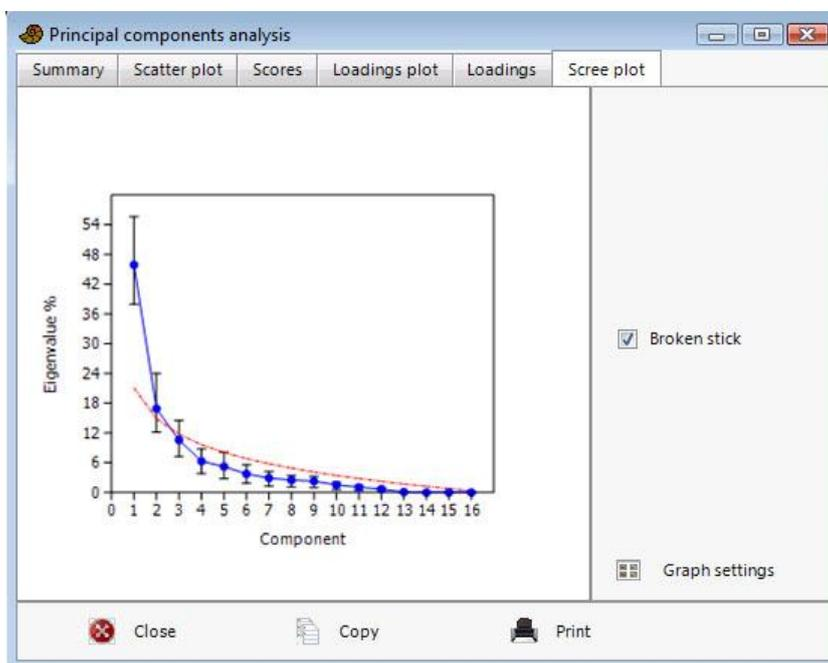 Principal components analysis
Summary Scatter plot Scores Loadings plot Loadings Scree plot
54
48
42
36
30
24
18
12
6
0
Eigenvalue %
0 1 2 3 4 5 6 7 8 9 10 11 12 13 14 15 16
Component
Broken stick
Graph settings
Close Copy Print